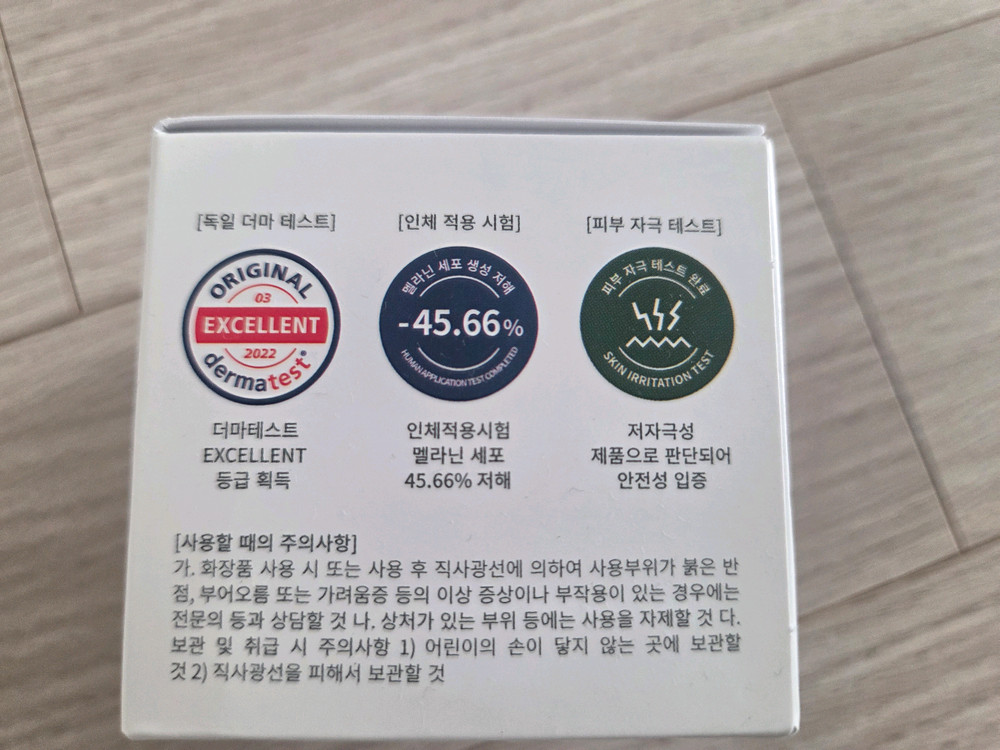 [독일 더마 테스트]
[인체 적용 시험]
[피부 자극 테스트]
ORIGINAL
03
EXCELLENT
2022
dermatest®
멜라닌 세포 생성 저해
-45.66%
HUMAN APPLICATION TEST COMPLETED
피부 자극 테스트 완료
SKIN IRRITATION TEST
더마테스트
EXCELLENT
등급 획득
인체적용시험
멜라닌 세포
45.66% 저해
저자극성
제품으로 판단되어
안전성 입증
[사용할 때의 주의사항]
가. 화장품 사용 시 또는 사용 후 직사광선에 의하여 사용부위가 붉은 반
점, 부어오름 또는 가려움증 등의 이상 증상이나 부작용이 있는 경우에는
전문의 등과 상담할 것 나. 상처가 있는 부위 등에는 사용을 자제할 것 다.
보관 및 취급 시 주의사항 1) 어린이의 손이 닿지 않는 곳에 보관할
것 2) 직사광선을 피해서 보관할 것